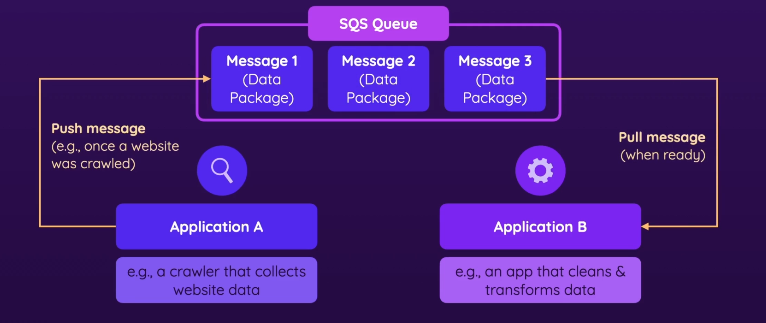 SQS Queue
Message 1
(Data
Package)
Message 2
(Data
Package)
Message 3
(Data
Package)
Push message
(e.g., once a website
was crawled)
Pull message
(when ready)
Application A
e.g., a crawler that collects
website data
Application B
e.g., an app that cleans &
transforms data